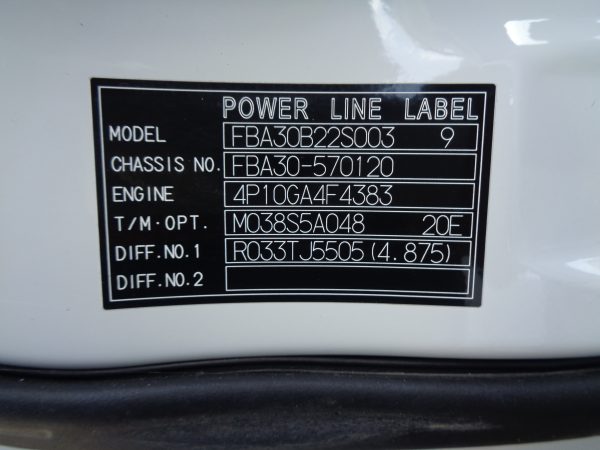 POWER LINE LABEL
MODEL FBA30B22S003 9
CHASSIS NO. FBA30-570120
ENGINE 4P10GA4F4383
T/M·OPT. M038S5A048 20E
DIFF.NO.1 R033TJ5505(4.875)
DIFF.NO.2